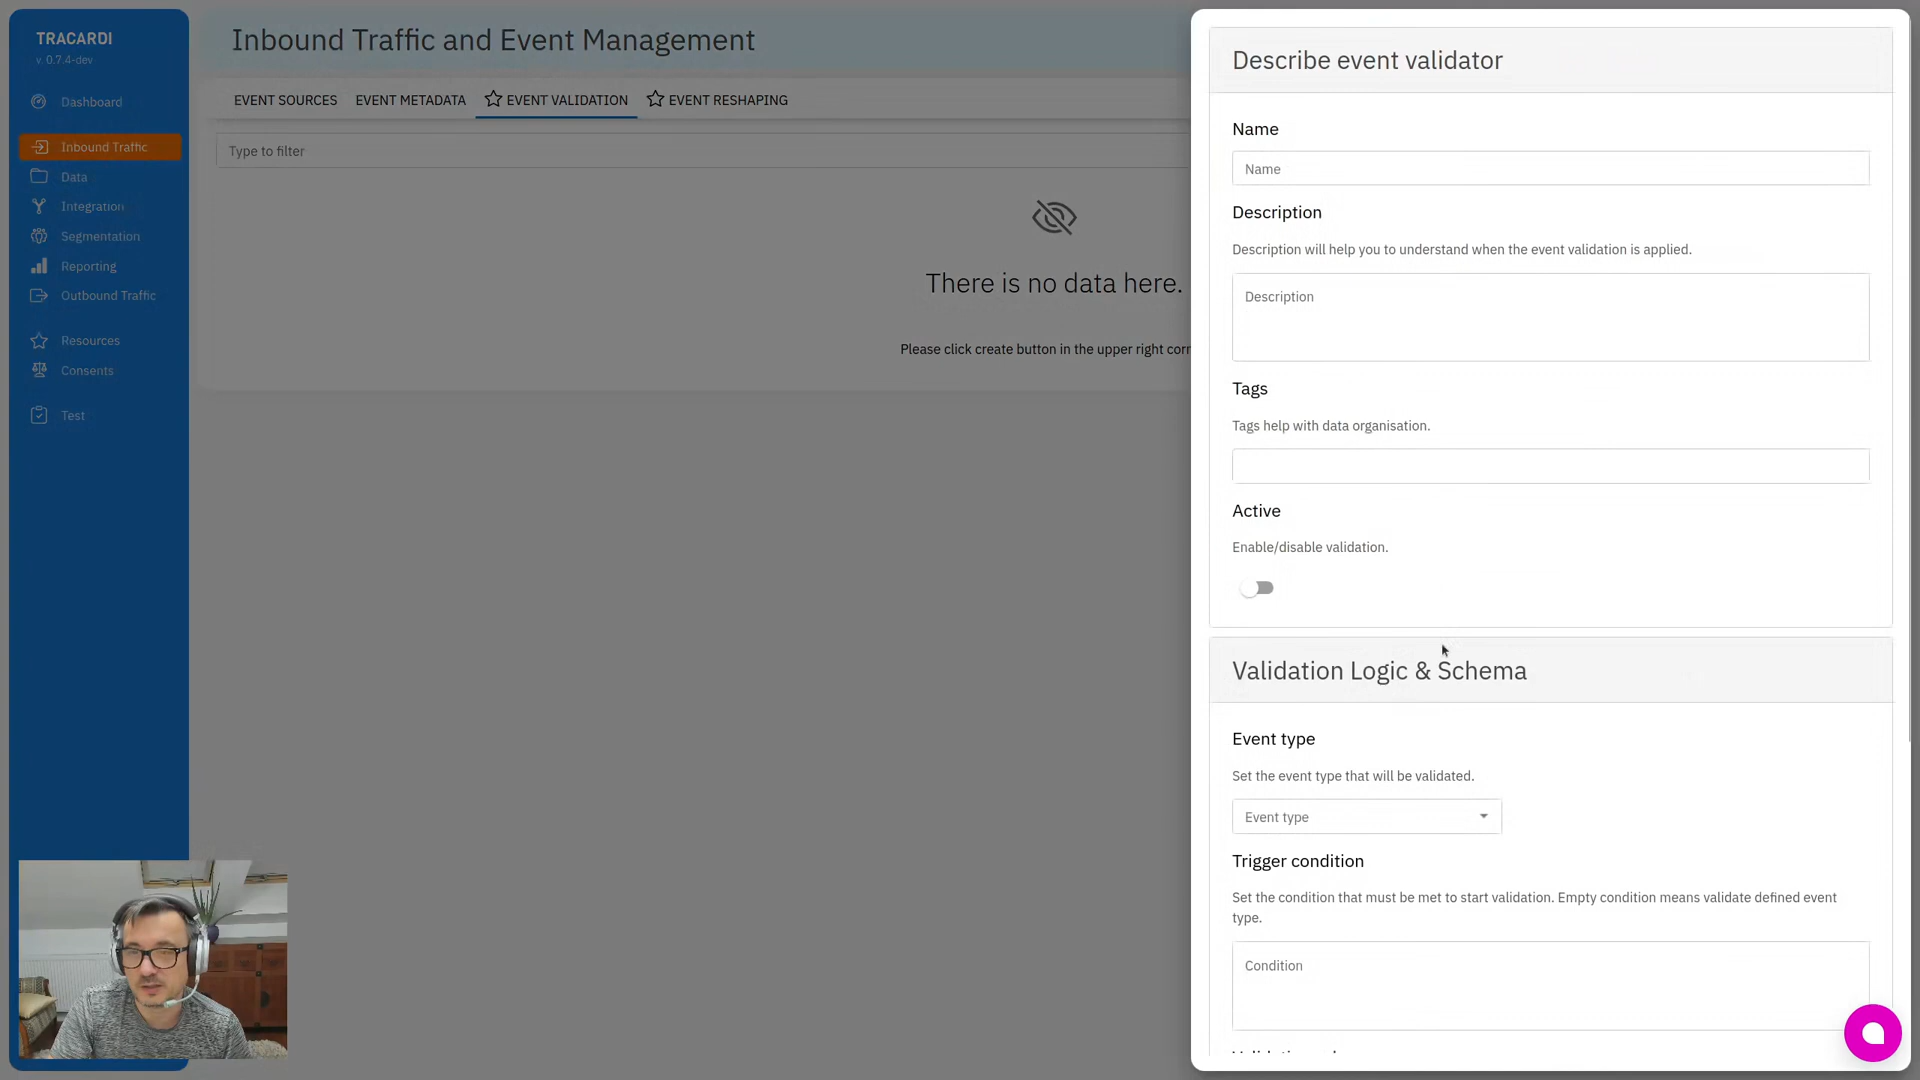 TRACARDI
v. 0.7.4-dev
Dashboard
Inbound Traffic
Data
Integration
Segmentation
Reporting
Outbound Traffic
Resources
Consents
Test
Inbound Traffic and Event Management
EVENT SOURCES
EVENT METADATA
EVENT VALIDATION
EVENT RESHAPING
Type to filter
There is no data here.
Please click create button in the upper right corn
Describe event validator
Name
Name
Description
Description will help you to understand when the event validation is applied.
Description
Tags
Tags help with data organisation.
Active
Enable/disable validation.
Validation Logic & Schema
Event type
Set the event type that will be validated.
Event type
Trigger condition
Set the condition that must be met to start validation. Empty condition means validate defined event
type.
Condition